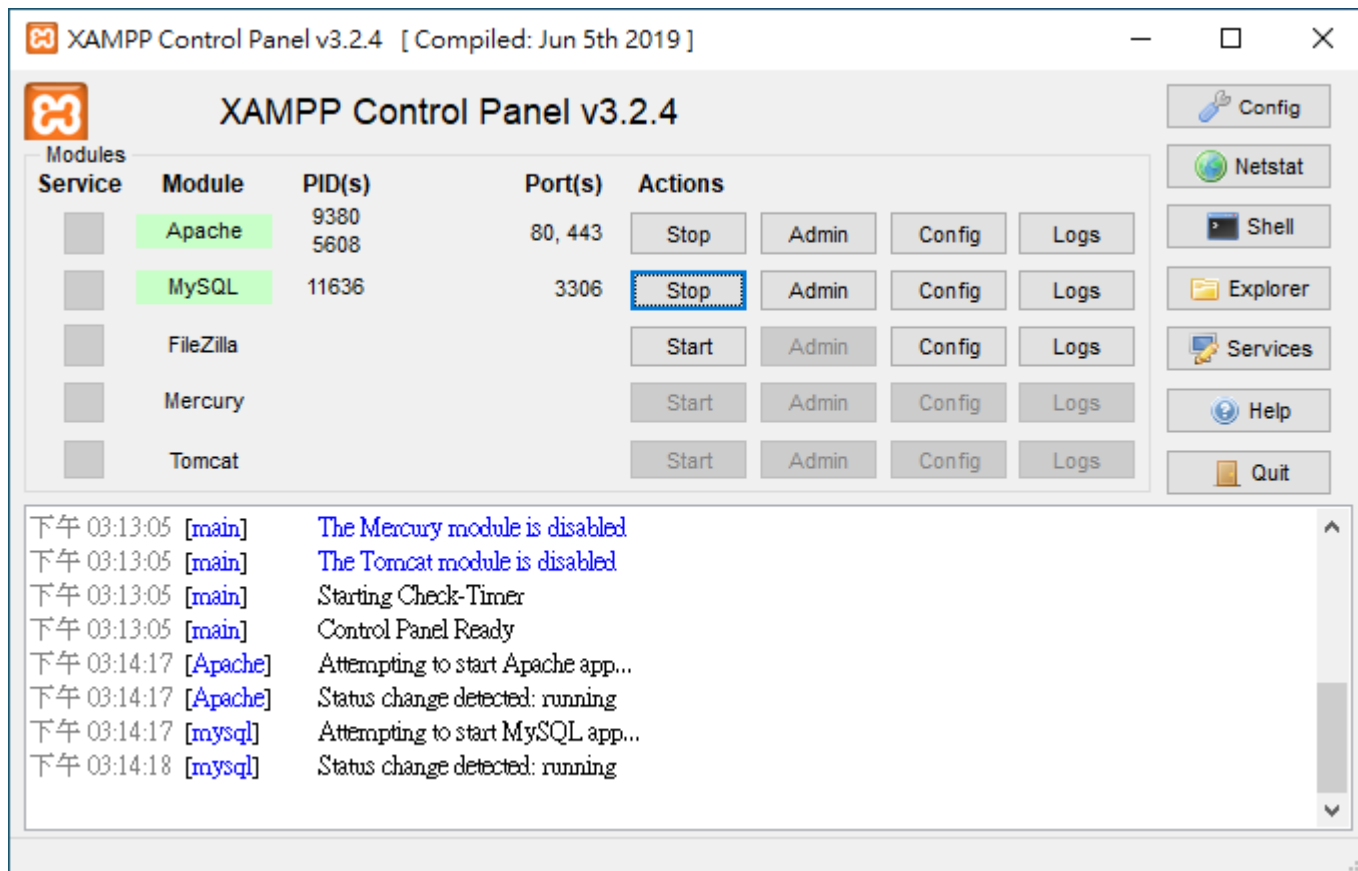 XAMPP Control Panel v3.2.4 [ Compiled: Jun 5th 2019 ]
XAMPP Control Panel v3.2.4
Config
Modules
Netstat
Service Module PID(s) Port(s) Actions
Apache 9380 5608 80, 443 Stop Admin Config Logs
Shell
MySQL 11636 3306 Stop Admin Config Logs
Explorer
FileZilla Start Admin Config Logs
Services
Mercury Start Admin Config Logs
Help
Tomcat Start Admin Config Logs
Quit
下午 03:13:05 [main] The Mercury module is disabled
下午 03:13:05 [main] The Tomcat module is disabled
下午 03:13:05 [main] Starting Check-Timer
下午 03:13:05 [main] Control Panel Ready
下午 03:14:17 [Apache] Attempting to start Apache app...
下午 03:14:17 [Apache] Status change detected: running
下午 03:14:17 [mysql] Attempting to start MySQL app...
下午 03:14:18 [mysql] Status change detected: running